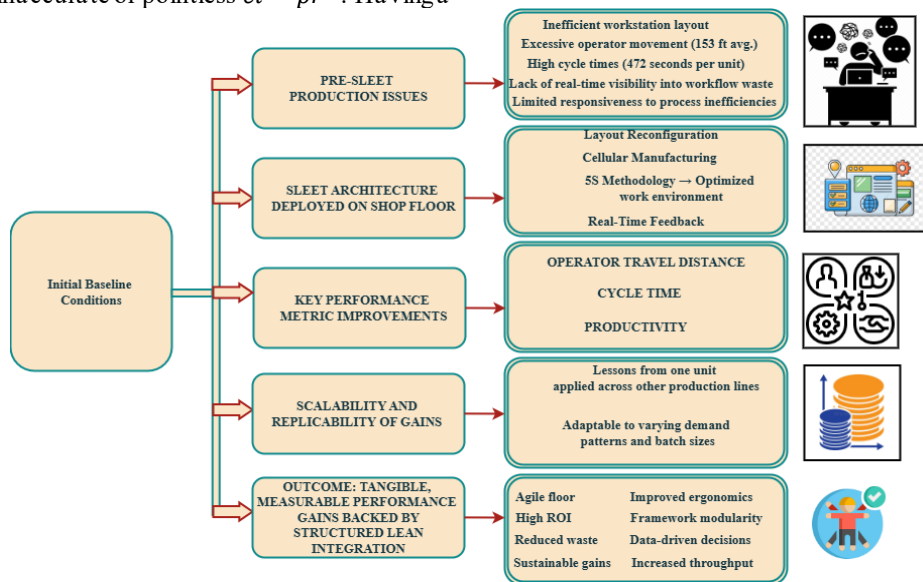 Initial Baseline
Conditions
PRE-SLEET
PRODUCTION ISSUES
Inefficient workstation layout
Excessive operator movement (153 ft avg.)
High cycle times (472 seconds per unit)
Lack of real-time visibility into workflow waste
Limited responsiveness to process inefficiencies
SLEET ARCHITECTURE
DEPLOYED ON SHOP FLOOR
Layout Reconfiguration
Cellular Manufacturing
5S Methodology → Optimized
work environment
Real-Time Feedback
KEY PERFORMANCE
METRIC IMPROVEMENTS
OPERATOR TRAVEL DISTANCE
CYCLE TIME
PRODUCTIVITY
SCALABILITY AND
REPLICABILITY OF GAINS
Lessons from one unit
applied across other production lines
Adaptable to varying demand
patterns and batch sizes
OUTCOME: TANGIBLE,
MEASURABLE PERFORMANCE
GAINS BACKED BY
STRUCTURED LEAN
INTEGRATION
Agile floor Improved ergonomics
High ROI Framework modularity
Reduced waste Data-driven decisions
Sustainable gains Increased throughput